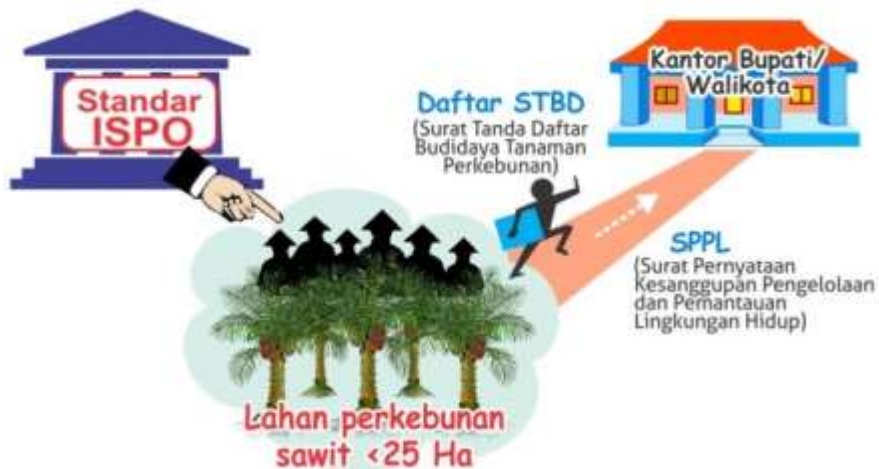 Standar
ISPO
Kantor Bupati/
Walikota
Daftar STBD
(Surat Tanda Daftar
Budidaya Tanaman
Perkebunan)
SPPL
(Surat Pernyataan
Kesanggupan Pengelolaan
dan Pemantauan
Lingkungan Hidup)
Lahan perkebunan
sawit <25 Ha